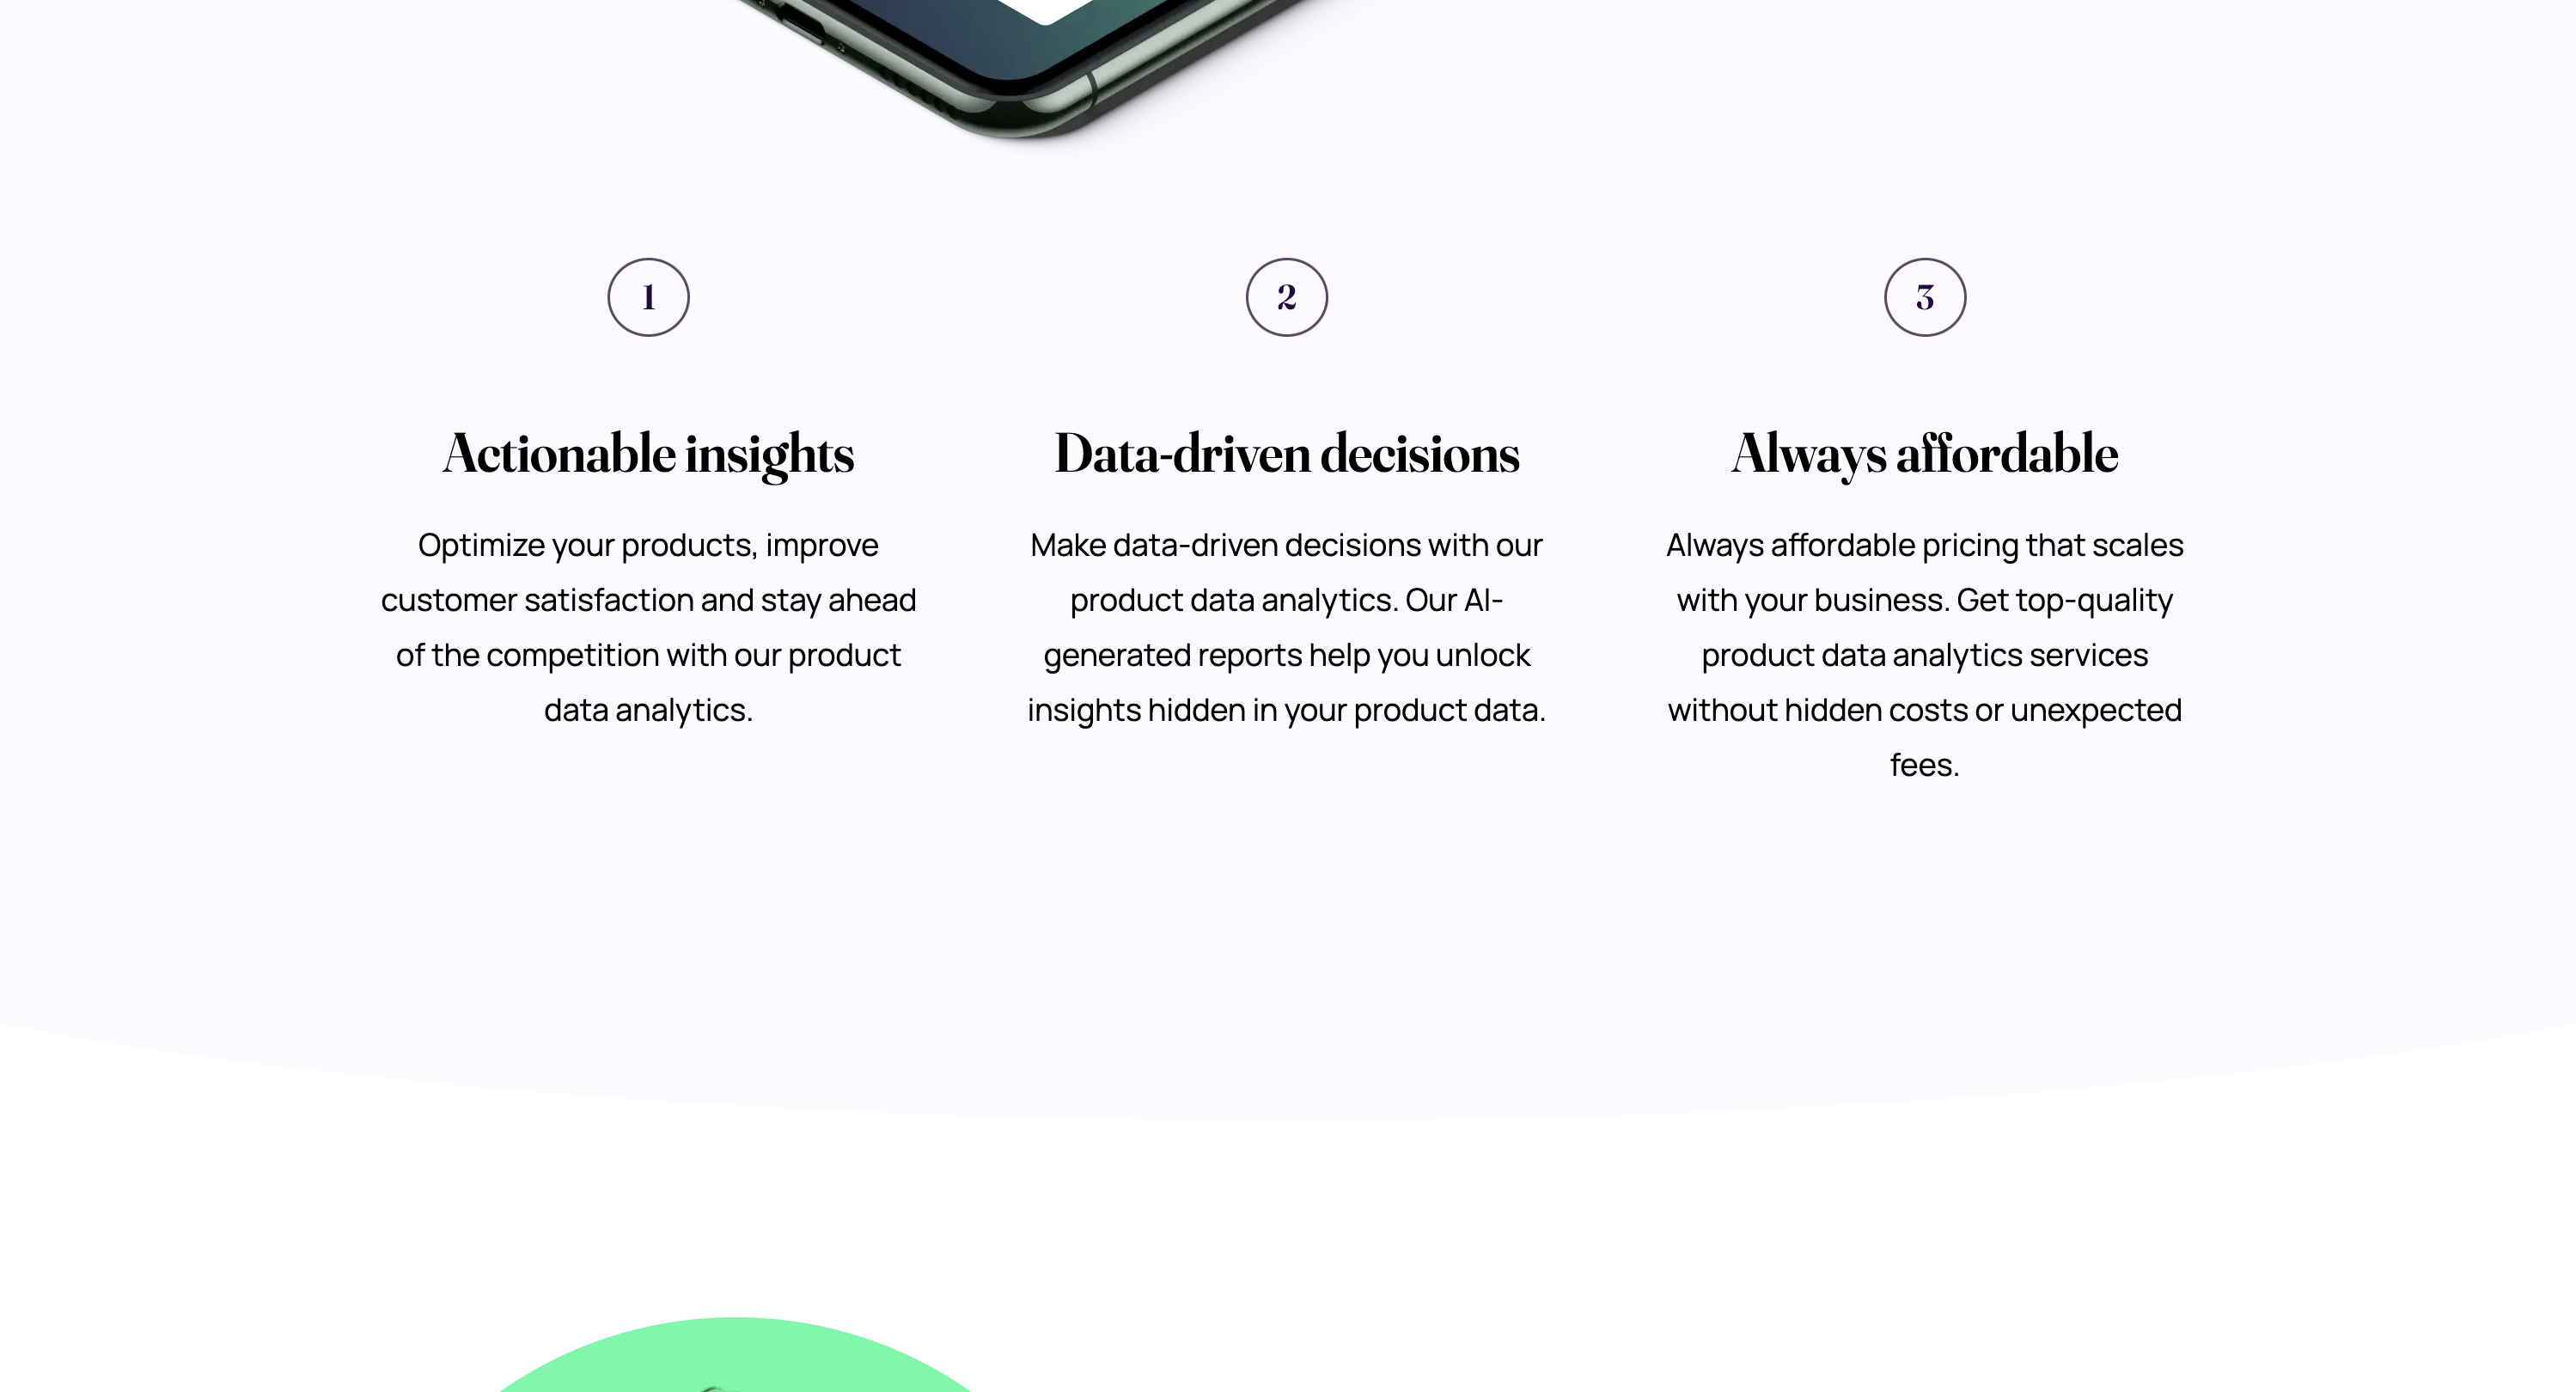 1
Actionable insights
Optimize your products, improve
customer satisfaction and stay ahead
of the competition with our product
data analytics.
2
Data-driven decisions
Make data-driven decisions with our
product data analytics. Our AI-
generated reports help you unlock
insights hidden in your product data.
3
Always affordable
Always affordable pricing that scales
with your business. Get top-quality
product data analytics services
without hidden costs or unexpected
fees.